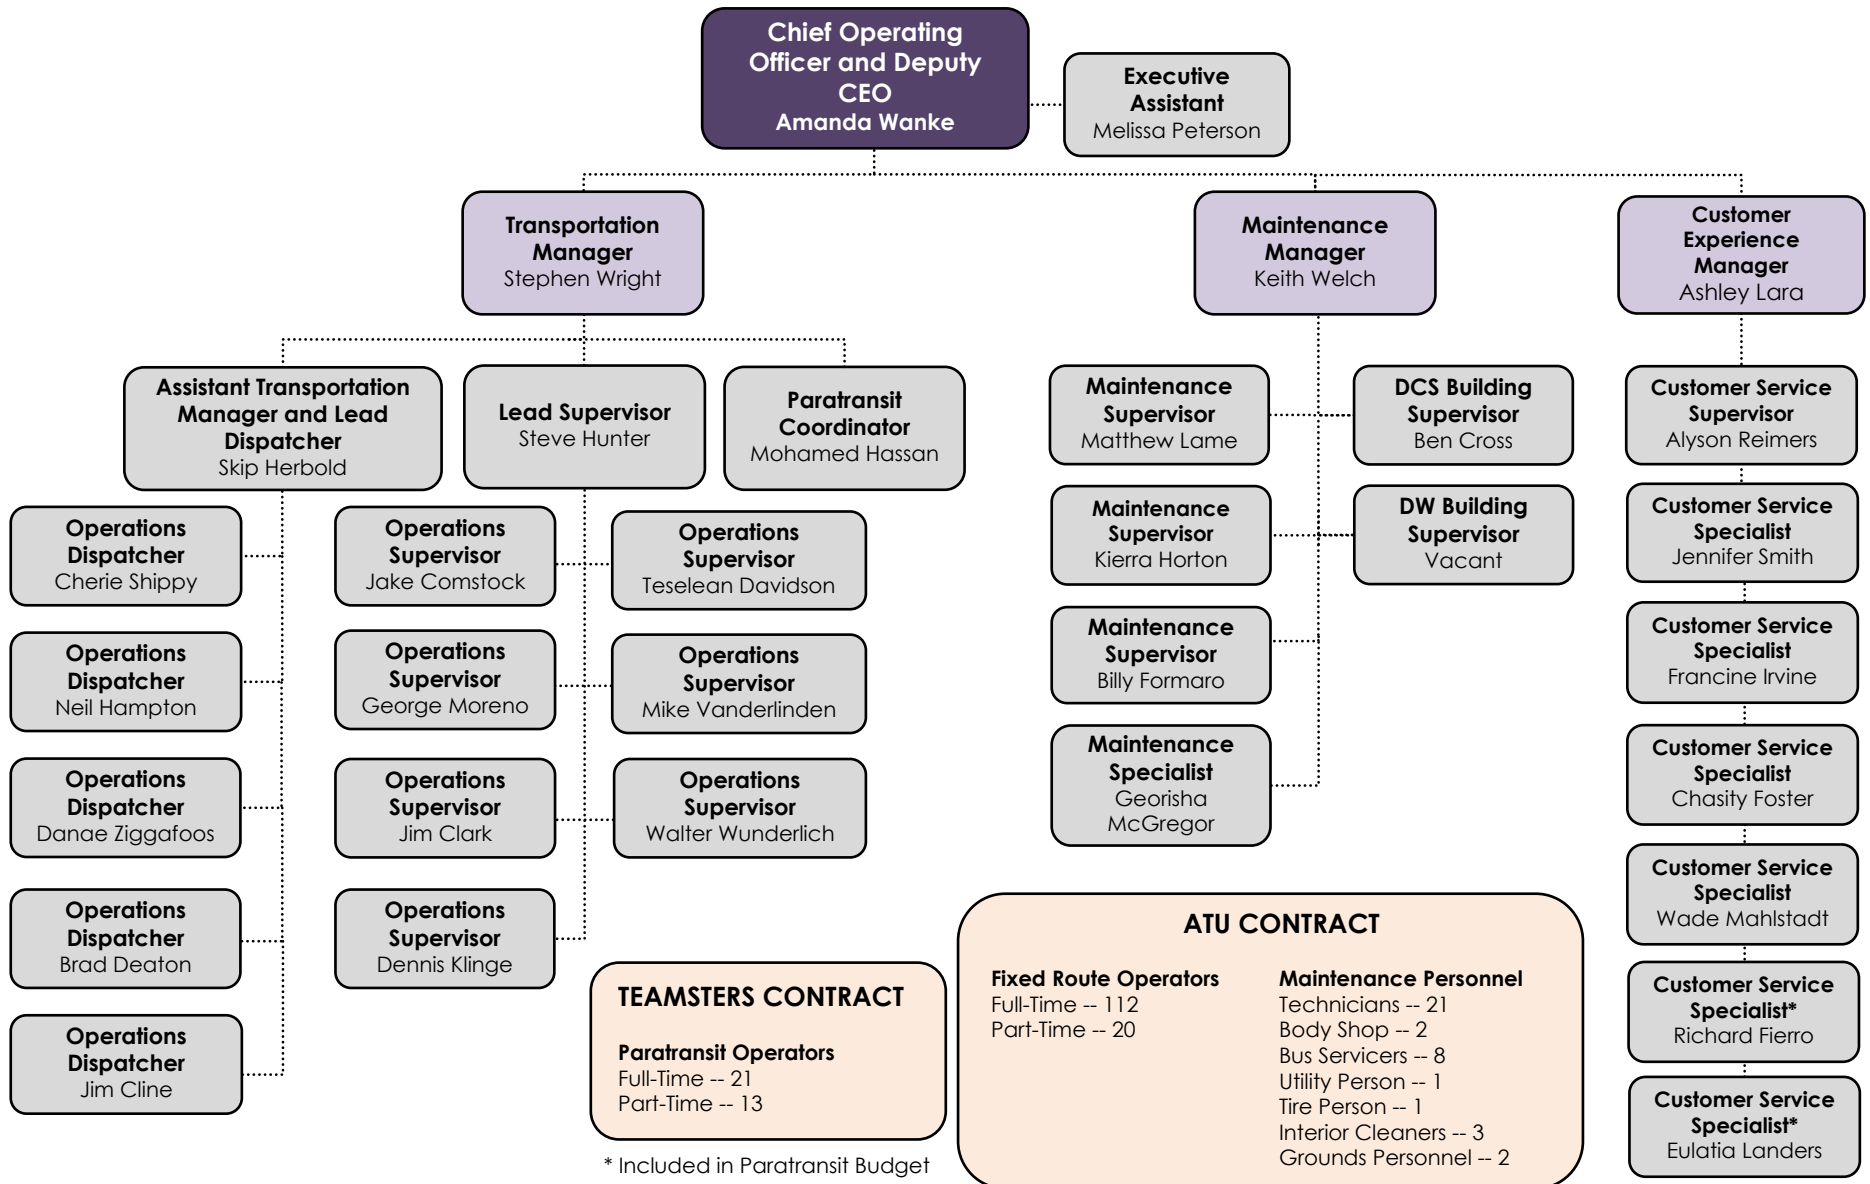 Chief Operating
Officer and Deputy
CEO
Amanda Wanke
Executive
Assistant
Melissa Peterson
Transportation
Manager
Stephen Wright
Maintenance
Manager
Keith Welch
Customer
Experience
Manager
Ashley Lara
Assistant Transportation
Manager and Lead
Dispatcher
Skip Herbold
Lead Supervisor
Steve Hunter
Paratransit
Coordinator
Mohamed Hassan
Operations
Dispatcher
Cherie Shippy
Operations
Dispatcher
Neil Hampton
Operations
Dispatcher
Danae Ziggafoos
Operations
Dispatcher
Brad Deaton
Operations
Dispatcher
Jim Cline
Operations
Supervisor
Jake Comstock
Operations
Supervisor
Teselean Davidson
Operations
Supervisor
George Moreno
Operations
Supervisor
Mike Vanderlinden
Operations
Supervisor
Jim Clark
Operations
Supervisor
Walter Wunderlich
Operations
Supervisor
Dennis Klinge
Maintenance
Supervisor
Matthew Lame
DCS Building
Supervisor
Ben Cross
Maintenance
Supervisor
Kierra Horton
DW Building
Supervisor
Vacant
Maintenance
Supervisor
Billy Formaro
Maintenance
Specialist
Georisha
McGregor
Customer Service
Supervisor
Alyson Reimers
Customer Service
Specialist
Jennifer Smith
Customer Service
Specialist
Francine Irvine
Customer Service
Specialist
Chasity Foster
Customer Service
Specialist
Wade Mahlstadt
Customer Service
Specialist*
Richard Fierro
Customer Service
Specialist*
Eulatia Landers
TEAMSTERS CONTRACT
Paratransit Operators
Full-Time -- 21
Part-Time -- 13
* Included in Paratransit Budget
ATU CONTRACT
Fixed Route Operators
Full-Time -- 112
Part-Time -- 20
Maintenance Personnel
Technicians -- 21
Body Shop -- 2
Bus Servicers -- 8
Utility Person -- 1
Tire Person -- 1
Interior Cleaners -- 3
Grounds Personnel -- 2